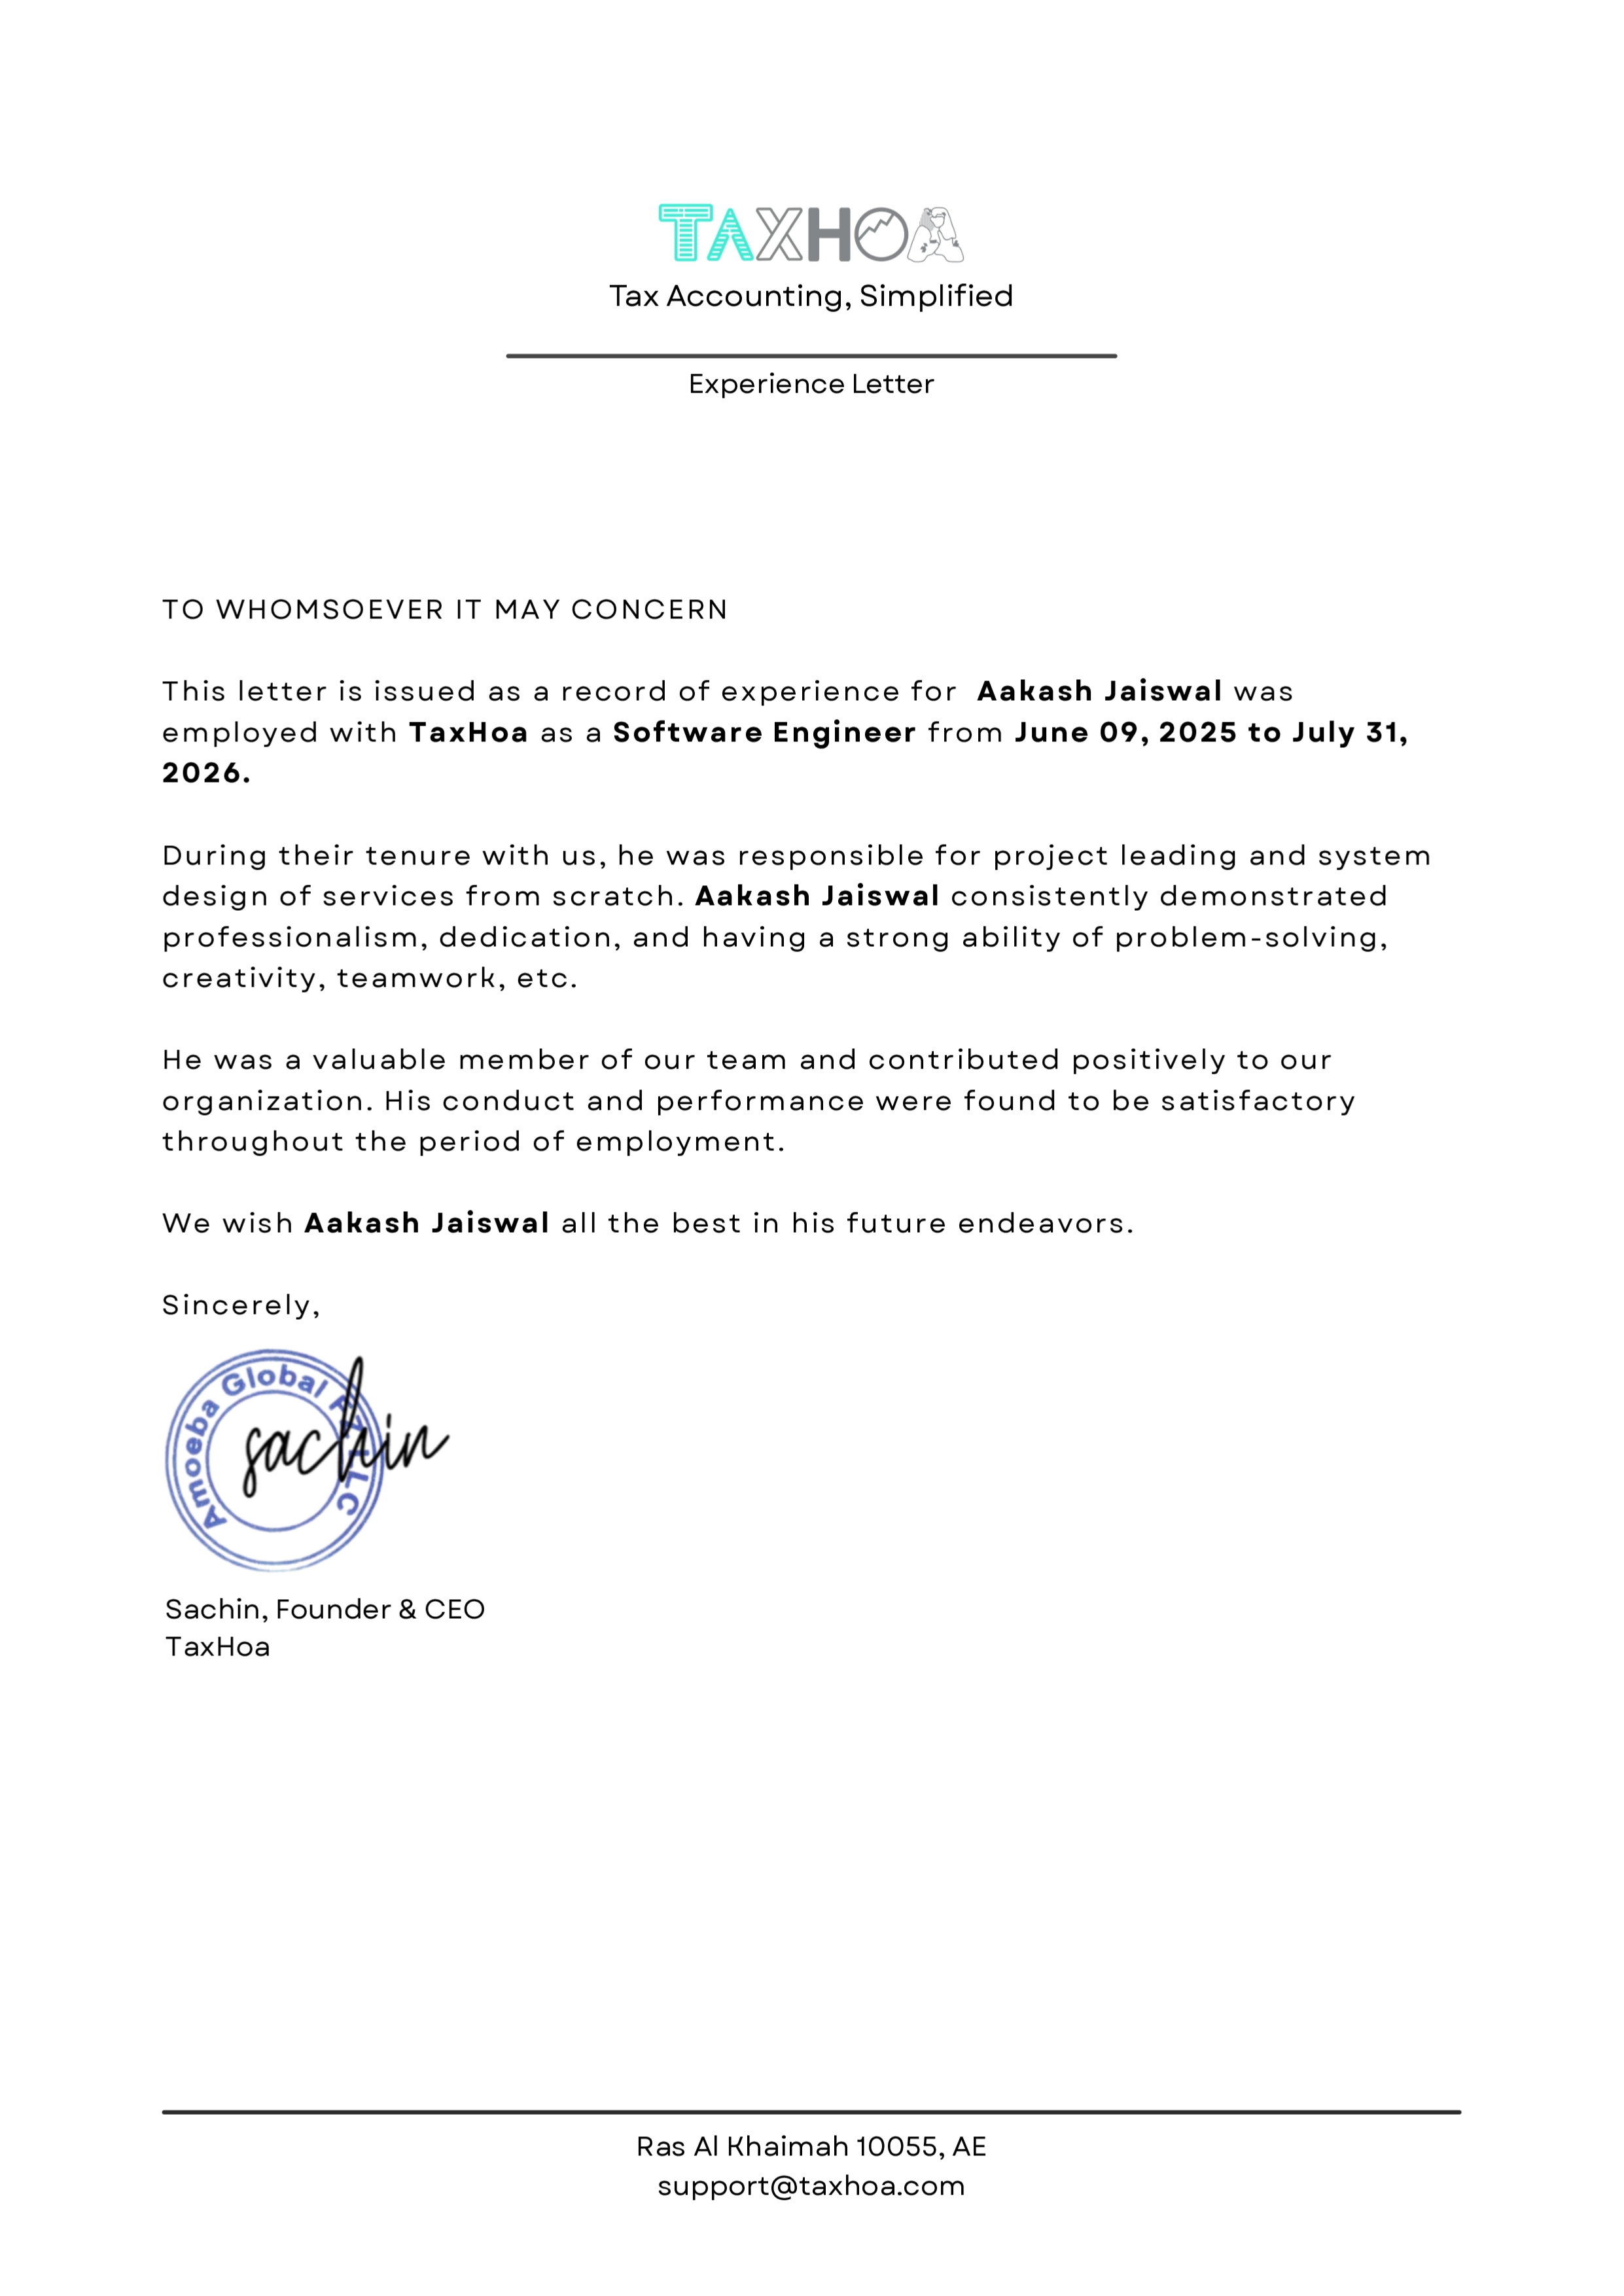 TAXHOA
Tax Accounting, Simplified
Experience Letter
TO WHOMSOEVER IT MAY CONCERN
This letter is issued as a record of experience for  Aakash Jaiswal was
employed with TaxHoa as a Software Engineer from June 09, 2025 to July 31,
2026.
During their tenure with us, he was responsible for project leading and system
design of services from scratch. Aakash Jaiswal consistently demonstrated
professionalism, dedication, and having a strong ability of problem-solving,
creativity, teamwork, etc.
He was a valuable member of our team and contributed positively to our
organization. His conduct and performance were found to be satisfactory
throughout the period of employment.
We wish Aakash Jaiswal all the best in his future endeavors.
Sincerely,
Amoeba Global LLC
sachin
Sachin, Founder & CEO
TaxHoa
Ras Al Khaimah 10055, AE
support@taxhoa.com